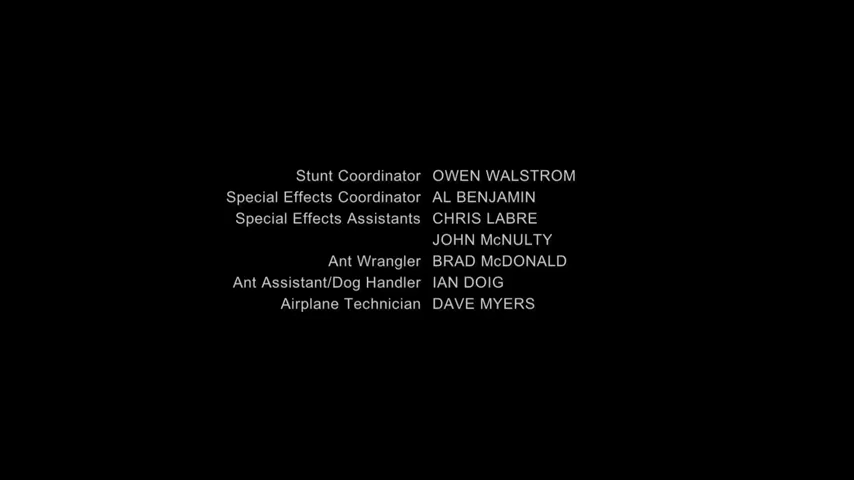 Stunt Coordinator OWEN WALSTROM
Special Effects Coordinator AL BENJAMIN
Special Effects Assistants CHRIS LABRE
JOHN McNULTY
Ant Wrangler BRAD McDONALD
Ant Assistant/Dog Handler IAN DOIG
Airplane Technician DAVE MYERS